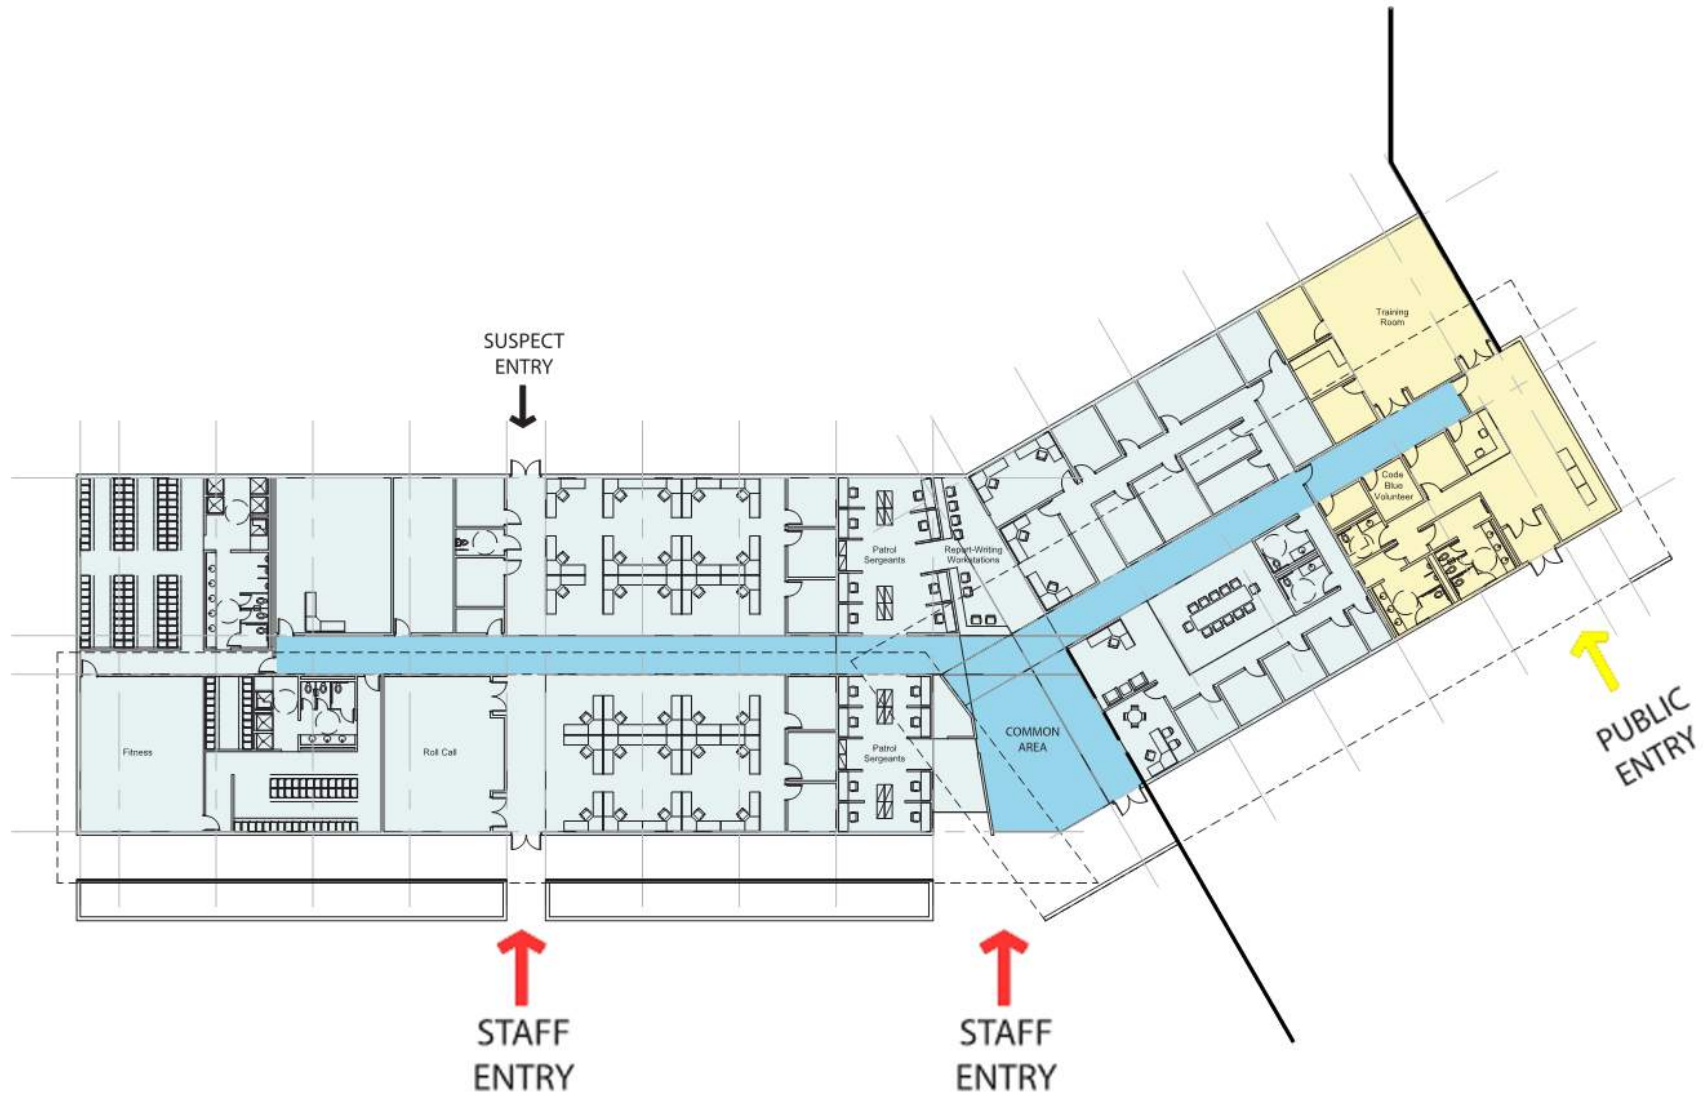 SUSPECT
ENTRY
Training
Room
Code
Blue
Volunteer
Patrol
Sergeants
Report-Writing
Workstations
Fitness
Roll Call
Patrol
Sergeants
COMMON
AREA
PUBLIC
ENTRY
STAFF
ENTRY
STAFF
ENTRY